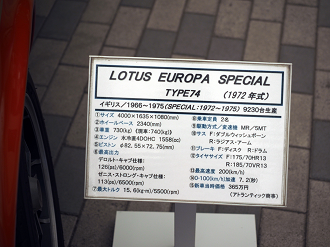 LOTUS EUROPA SPECIAL
TYPE74 (1972年式)
イギリス/1966~1975(SPECIAL:1972~1975) 9230台生産
①サイズ 4000×1635×1080(mm)
②ホイールベース 2340(mm)
③車重 730(kg)
④エンジン 水冷直4DOHC 1558(cc)
⑤ピストン φ82.55×72.75(mm)
⑥最高出力
デロルト・キャブ仕様:
126(ps)/6000(rpm)
ゼニス・ストロング・キャブ仕様:
113(ps)/6500(rpm)
⑦最大トルク 15.6(kg-m)/5500(rpm)
⑧乗車定員 2名
⑨駆動方式/変速機 MR/5MT
⑩サス F:ダブルウィッシュボーン
R:ラジアス・アーム
⑪ブレーキ F:ディスク R:ドラム
⑫タイヤサイズ F:175/70HR13
R:185/70VR13
⑬最高速度 200(km/h)
⑭0-100(km/h)加速 7.2(秒)
⑮新車当時価格 365万円
(アトランティック商事)